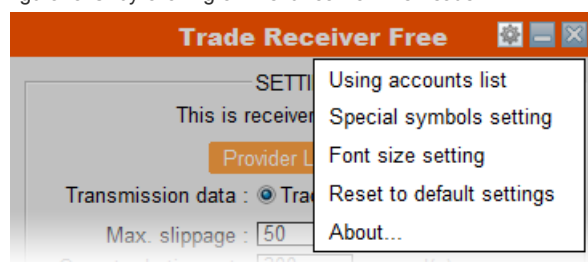 Trade Receiver Free
SETTI
This is receiver
Provider L
Transmission data : Trad
Max. slippage : 50
Using accounts list
Special symbols setting
Font size setting
Reset to default settings
About...